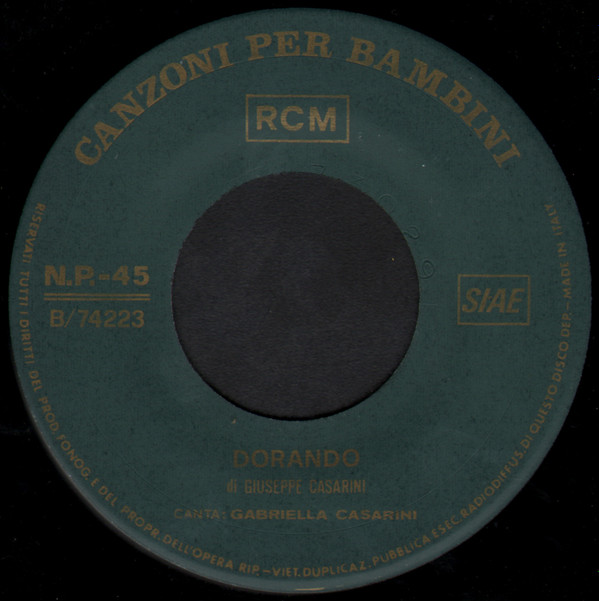 CANZONI PER BAMBINI
RCM
N.P.-45
B/74223
SIAE
DORANDO
di GIUSEPPE CASARINI
CANTA: GABRIELLA CASARINI
RISERVATI TUTTI I DIRITTI DEL PROD. FONOG. E DEL PROPR. DELL'OPERA RIP. - VIET. DUPLICAZ. PUBBLICA ESEC. RADIODIFFUS. DI QUESTO DISCO DEP. - MADE IN ITALY